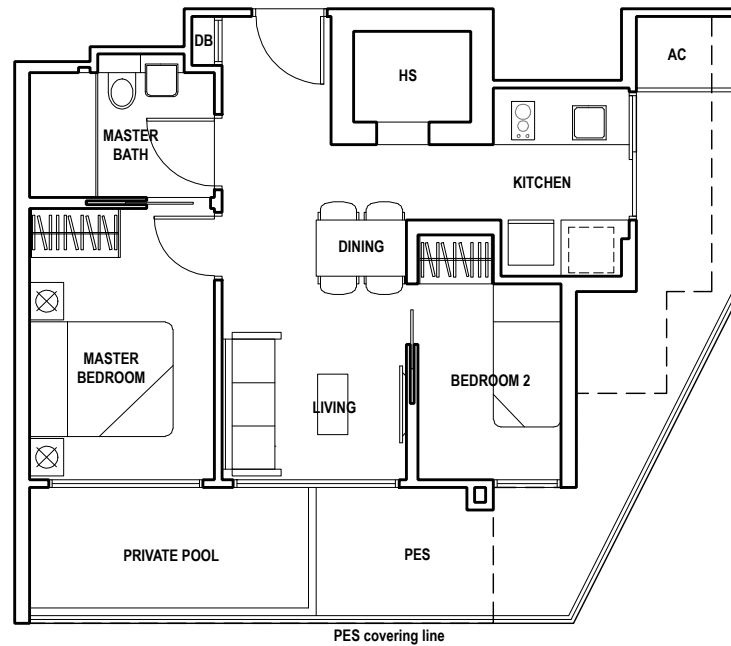 DB
HS
AC
MASTER
BATH
KITCHEN
DINING
MASTER
BEDROOM
LIVING
BEDROOM 2
PRIVATE POOL
PES
PES covering line